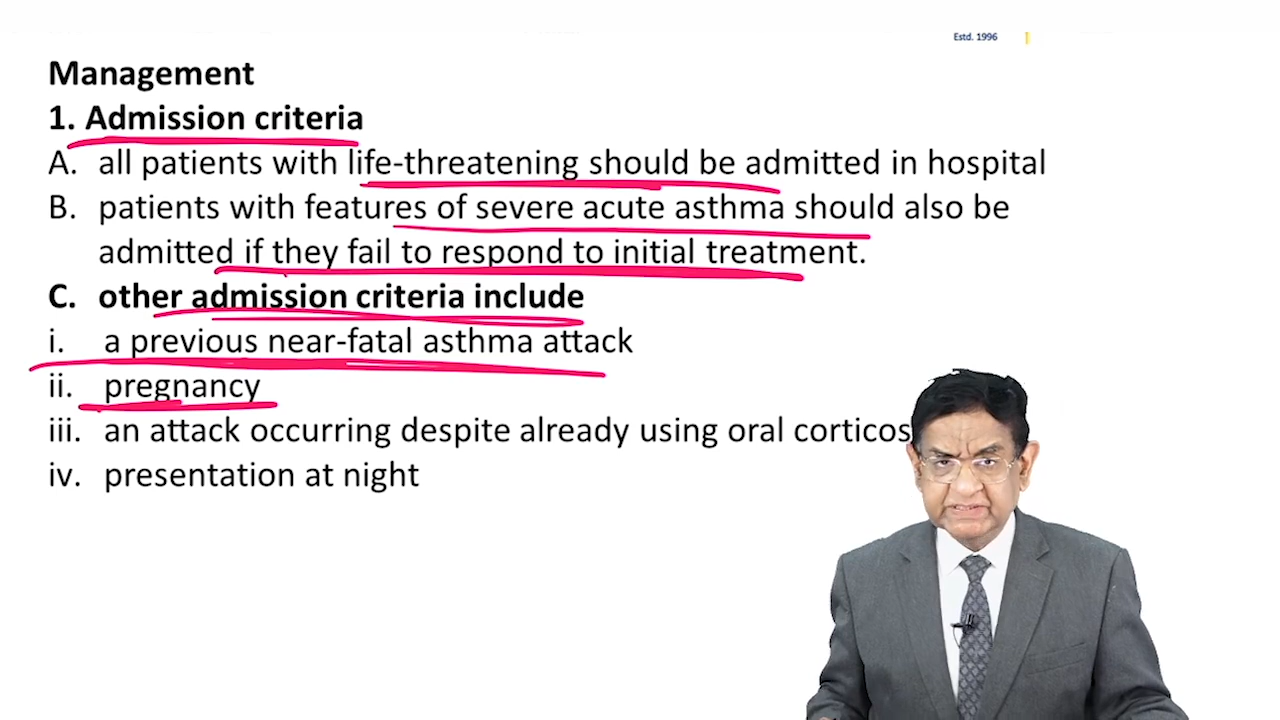 Estd. 1996
Management
1. Admission criteria
A. all patients with life-threatening should be admitted in hospital
B. patients with features of severe acute asthma should also be
admitted if they fail to respond to initial treatment.
C. other admission criteria include
i. a previous near-fatal asthma attack
ii. pregnancy
iii. an attack occurring despite already using oral corticos
iv. presentation at night